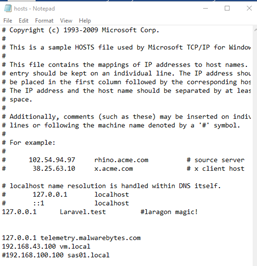 hosts - Notepad
File Edit Format View Help
# Copyright (c) 1993-2009 Microsoft Corp.
#
# This is a sample HOSTS file used by Microsoft TCP/IP for Window
#
# This file contains the mappings of IP addresses to host names.
# entry should be kept on an individual line. The IP address shou
# be placed in the first column followed by the corresponding hos
# The IP address and the host name should be separated by at leas
# space.
#
# Additionally, comments (such as these) may be inserted on indiv
# lines or following the machine name denoted by a '#' symbol.
#
# For example:
#
# 102.54.94.97 rhino.acme.com # source server
# 38.25.63.10 x.acme.com # x client host
# localhost name resolution is handled within DNS itself.
# 127.0.0.1 localhost
# ::1 localhost
127.0.0.1 Laravel.test #laragon magic!
127.0.0.1 telemetry.malwarebytes.com
192.168.43.100 vm.local
#192.168.100.100 sas01.local